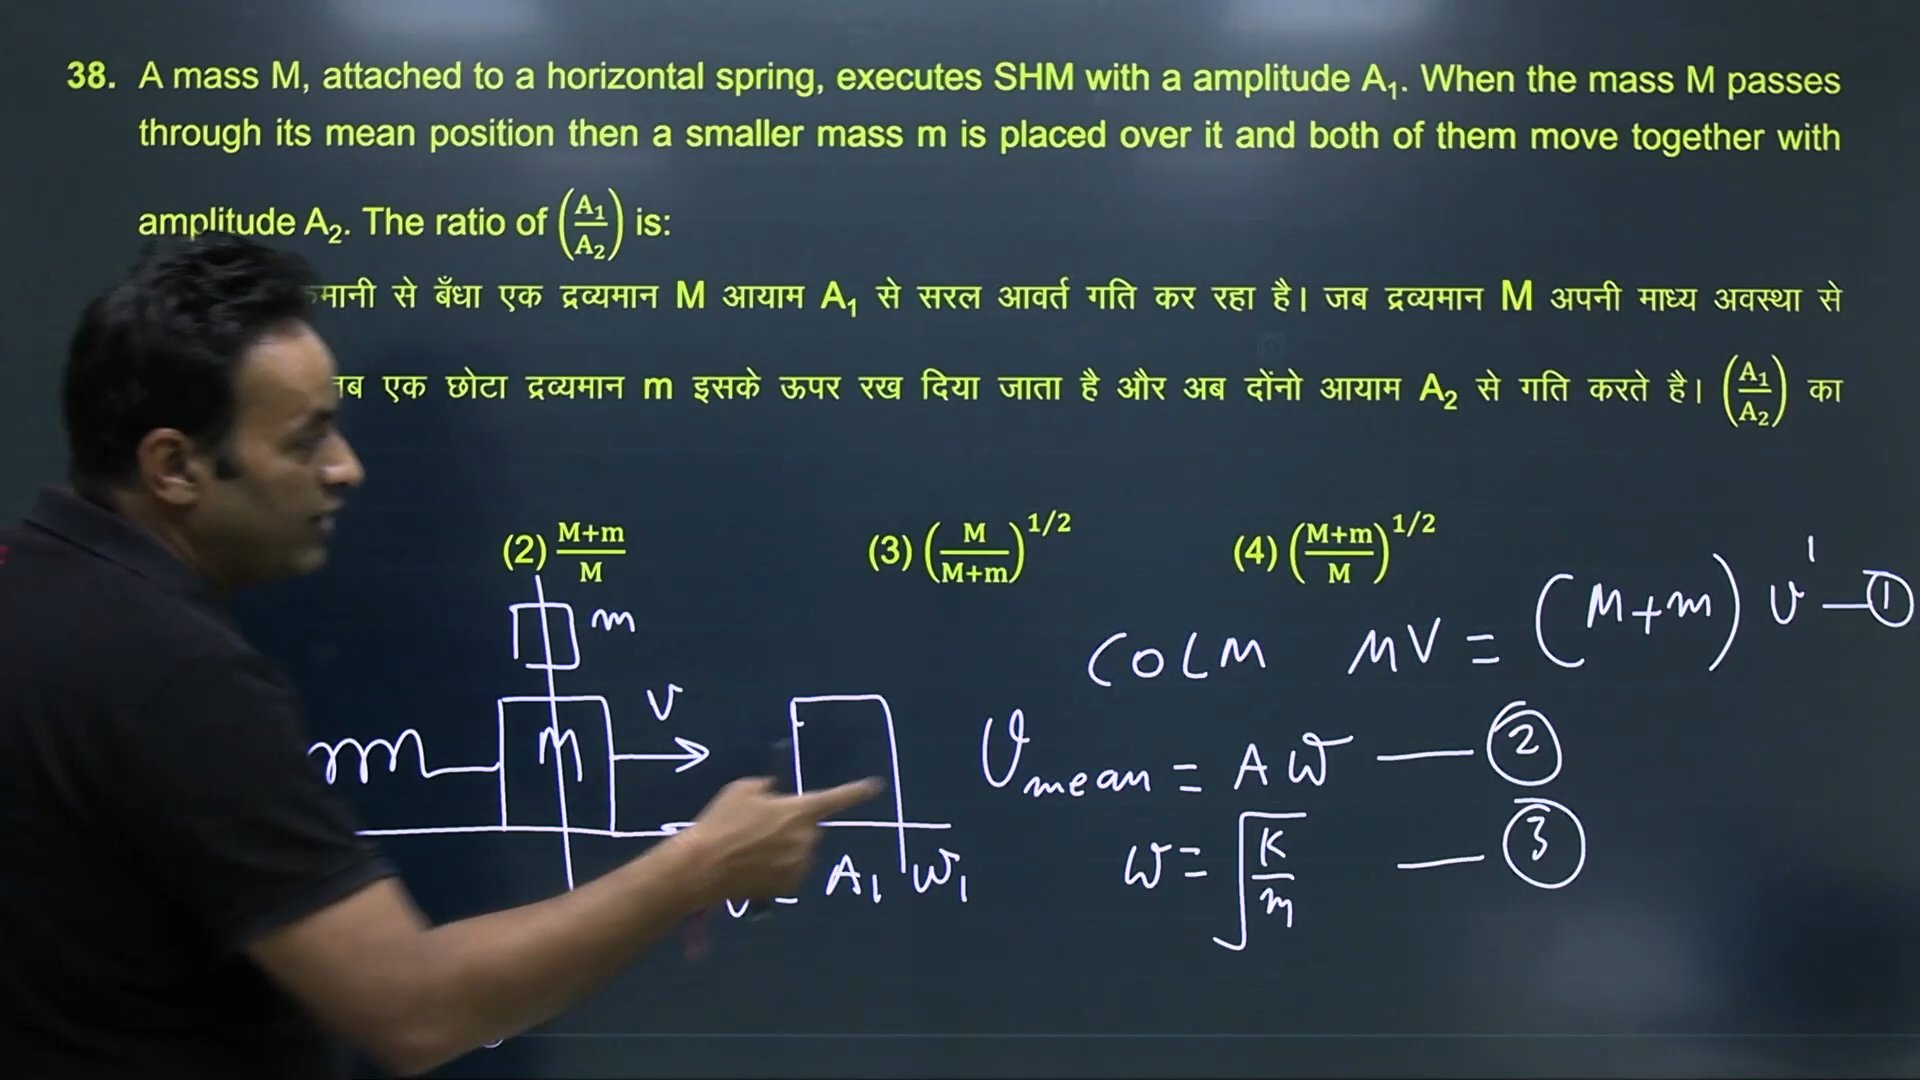 38. A mass M, attached to a horizontal spring, executes SHM with a amplitude A₁. When the mass M passes
through its mean position then a smaller mass m is placed over it and both of them move together with
amplitude A₂. The ratio of (A₁/A₂) is:
से बँधा एक द्रव्यमान M आयाम A₁ से सरल आवर्त गति कर रहा है। जब द्रव्यमान M अपनी माध्य अवस्था से
एक छोटा द्रव्यमान m इसके ऊपर रख दिया जाता है और अब दोंनो आयाम A₂ से गति करते है। (A₁/A₂) का
(2) M+m/M (3) (M/M+m)^1/2 (4) (M+m/M)^1/2
m
COLM MV = (M+m) v' — ①
v
M
V mean = A ω — ②
ω = √(K/m) — ③
A₁ ω₁